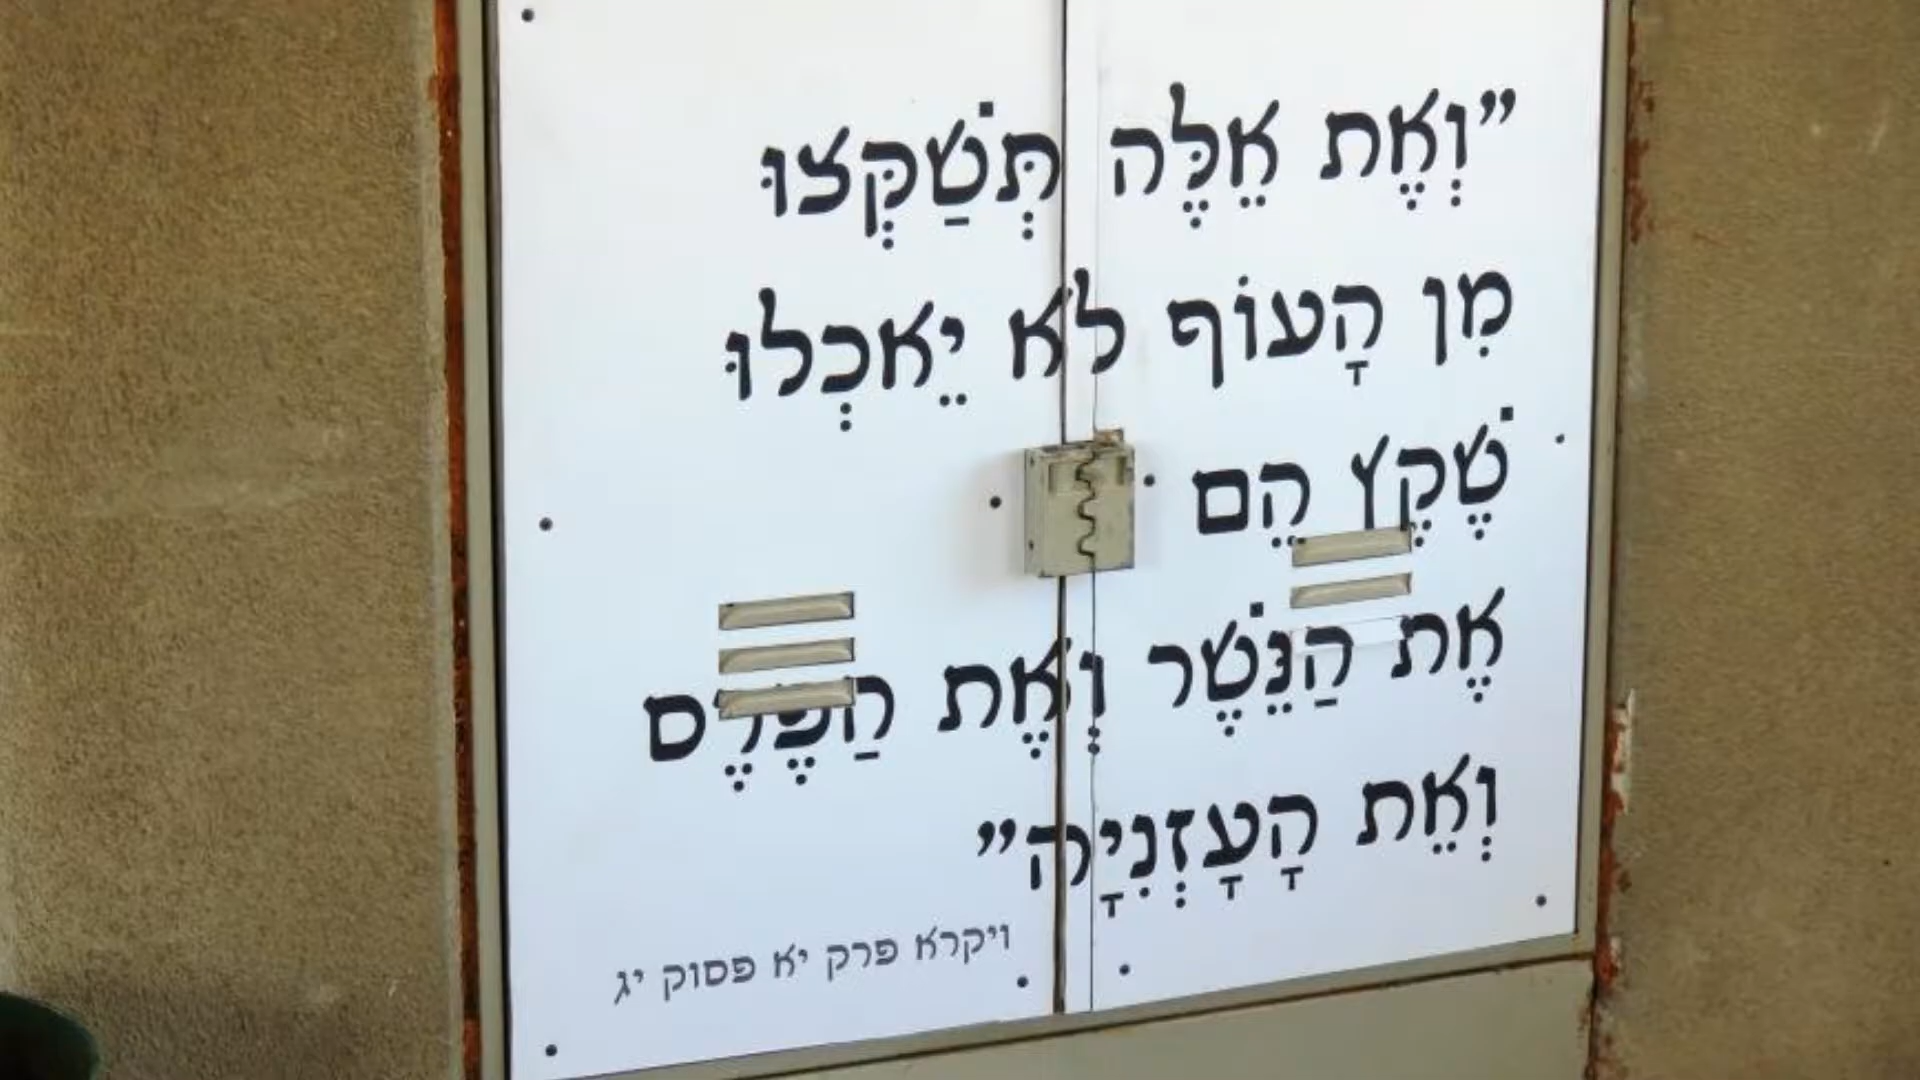 "וְאֶת אֵלֶּה תְּשַׁקְּצוּ
מִן הָעוֹף לֹא יֵאָכְלוּ
שֶׁקֶץ הֵם
אֶת הַנֶּשֶׁר וְאֶת הַפֶּרֶס
וְאֵת הָעָזְנִיָּה"
ויקרא פרק יא פסוק יג